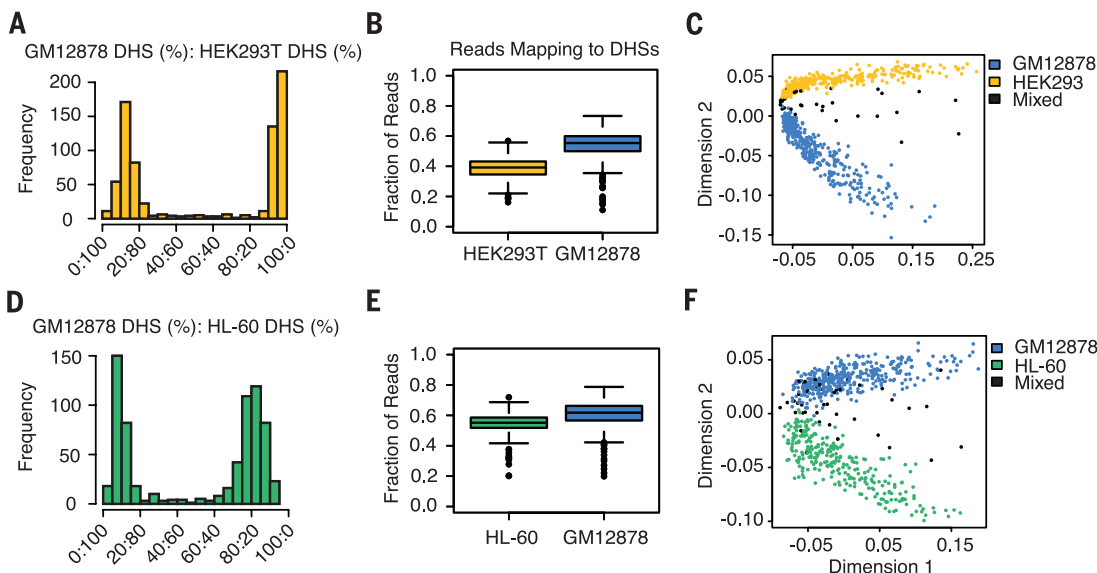 A
GM12878 DHS (%): HEK293T DHS (%)
Frequency
200
150
100
50
0
0:100
20:80
40:60
60:40
80:20
100:0
B
Reads Mapping to DHSs
Fraction of Reads
1.0
0.8
0.6
0.4
0.2
0.0
HEK293T GM12878
C
Dimension 2
0.05
0.00
-0.05
-0.10
-0.15
-0.05 0.05 0.15 0.25
GM12878
HEK293
Mixed
D
GM12878 DHS (%): HL-60 DHS (%)
Frequency
150
100
50
0
0:100
20:80
40:60
60:40
80:20
100:0
E
Fraction of Reads
1.0
0.8
0.6
0.4
0.2
0.0
HL-60 GM12878
F
Dimension 2
0.05
0.00
-0.05
-0.10
-0.05 0.05 0.15
Dimension 1
GM12878
HL-60
Mixed